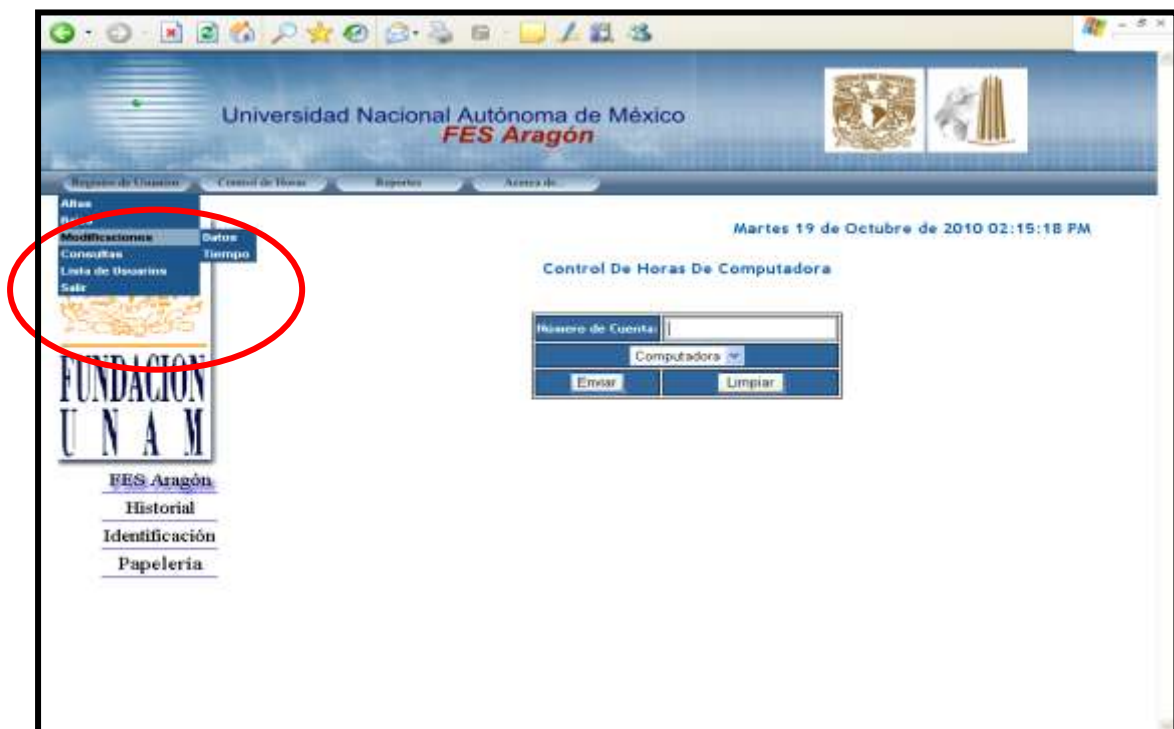 Universidad Nacional Autónoma de México
FES Aragón
Registro de Usuarios
Control de Horas
Reportes
Acerca de...
Altas
Bajas
Modificaciones
Datos
Consultas
Tiempo
Lista de Usuarios
Salir
Martes 19 de Octubre de 2010 02:15:18 PM
Control De Horas De Computadora
Número de Cuenta:
Computadora
Enviar
Limpiar
FUNDACION
UNAM
FES Aragón
Historial
Identificación
Papelería